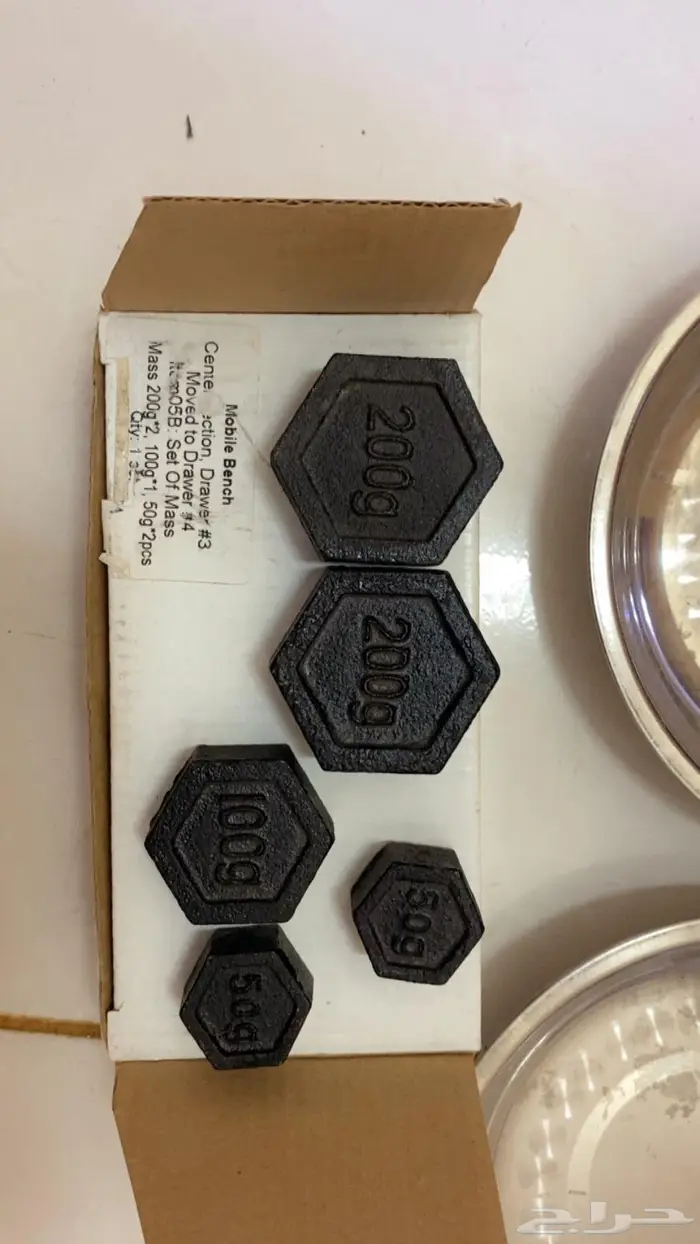 Mobile Bench
Drawer #3
Moved to Drawer #4
05B: Set Of Mass
Mass 200g*2, 100g*1, 50g*2pcs
Qty: 1
200g
200g
100g
50g
50g
حراج